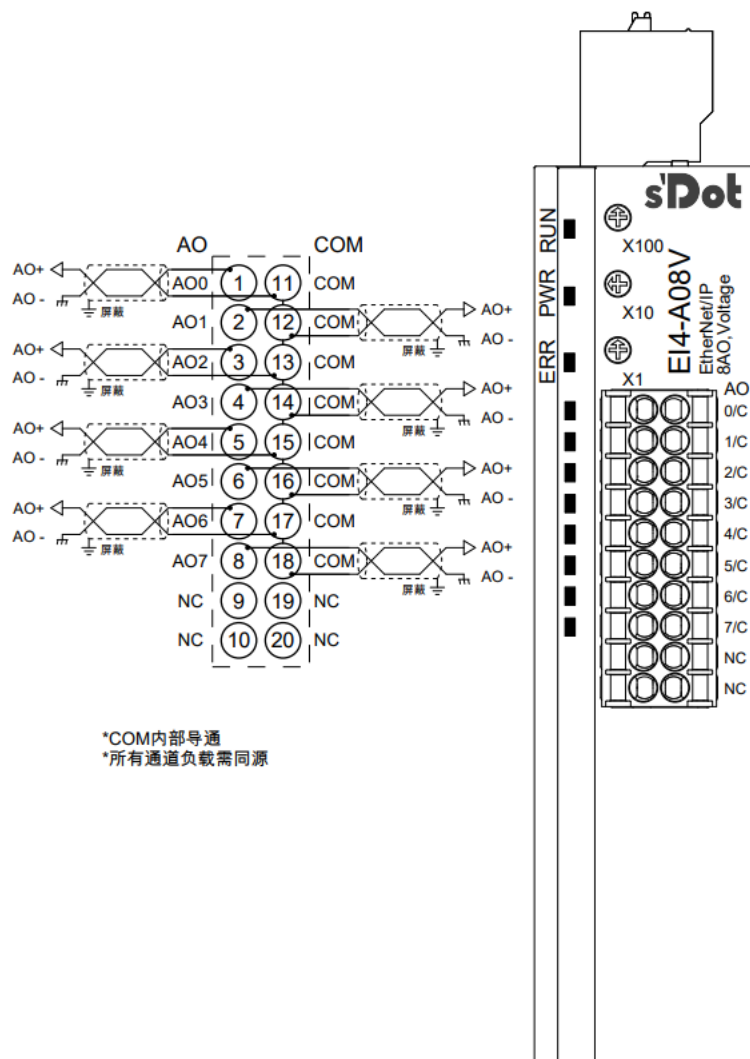 AO COM
AO+ AO0 1 11 COM
AO - 屏蔽
AO1 2 12 COM AO+
屏蔽 AO -
AO+ AO2 3 13 COM
AO - 屏蔽
AO3 4 14 COM AO+
屏蔽 AO -
AO+ AO4 5 15 COM
AO - 屏蔽
AO5 6 16 COM AO+
屏蔽 AO -
AO+ AO6 7 17 COM
AO - 屏蔽
AO7 8 18 COM AO+
屏蔽 AO -
NC 9 19 NC
NC 10 20 NC
*COM内部导通
*所有通道负载需同源
s'Dot
RUN
PWR
ERR
X100
X10
X1
EI4-A08V
EtherNet/IP
8AO,Voltage
AO
0/C
1/C
2/C
3/C
4/C
5/C
6/C
7/C
NC
NC